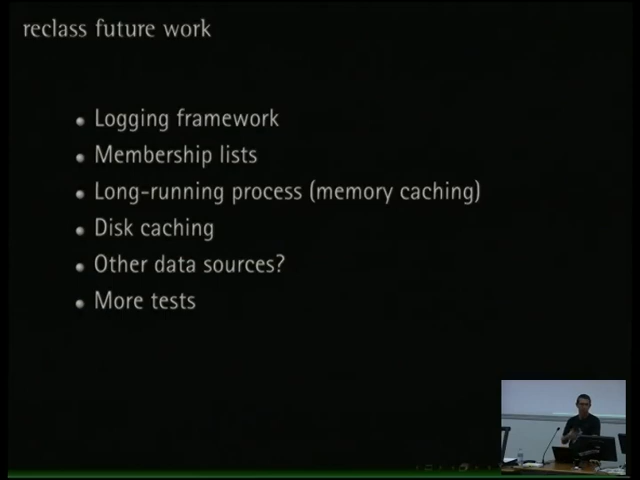 reclass future work
Logging framework
Membership lists
Long-running process (memory caching)
Disk caching
Other data sources?
More tests